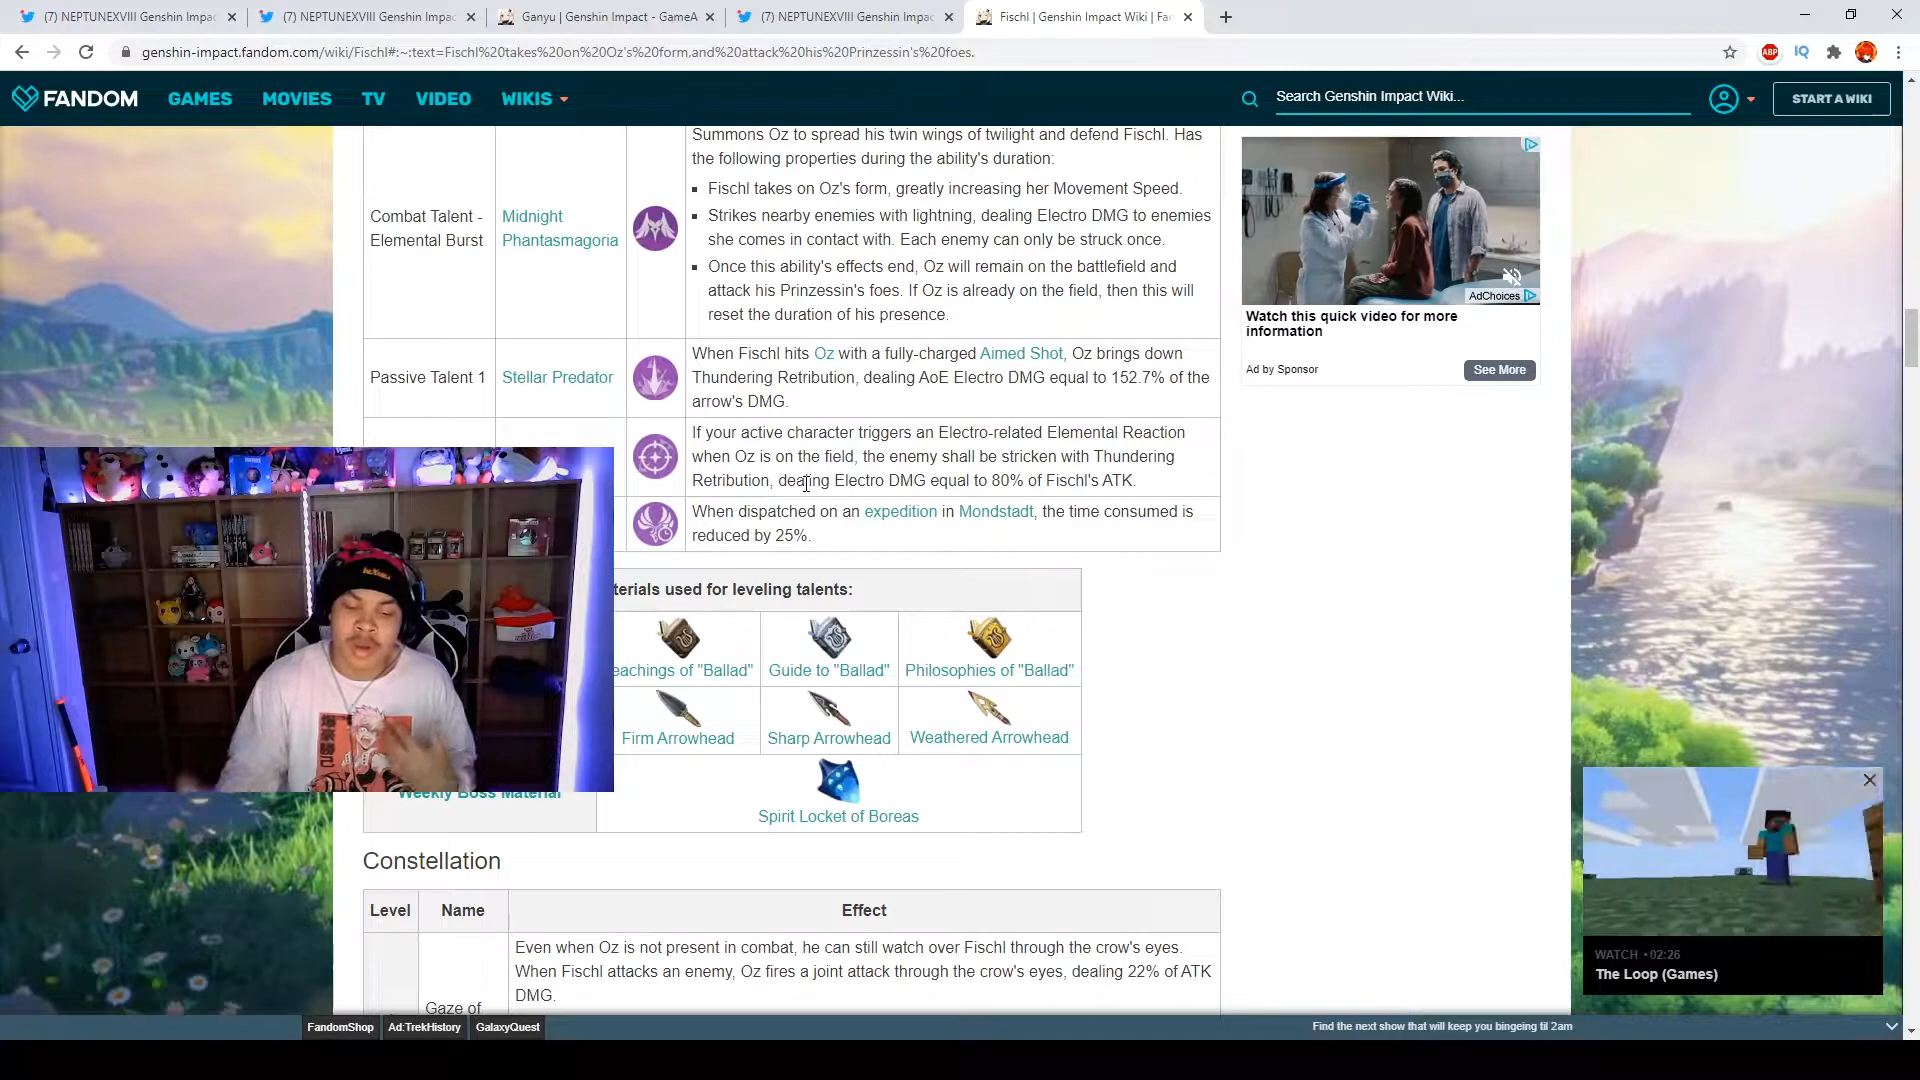 (7) NEPTUNEXVIII Genshin Impac
(7) NEPTUNEXVIII Genshin Impac
Ganyu | Genshin Impact - GameA
(7) NEPTUNEXVIII Genshin Impac
Fischl | Genshin Impact Wiki | Fan
genshin-impact.fandom.com/wiki/Fischl#:~:text=Fischl%20takes%20on%20Oz's%20form,and%20attack%20his%20Prinzessin's%20foes.
ABP
IQ
FANDOM
GAMES
MOVIES
TV
VIDEO
WIKIS
Search Genshin Impact Wiki...
START A WIKI
Summons Oz to spread his twin wings of twilight and defend Fischl. Has
the following properties during the ability's duration:
Fischl takes on Oz's form, greatly increasing her Movement Speed.
Combat Talent -
Elemental Burst
Midnight
Phantasmagoria
Strikes nearby enemies with lightning, dealing Electro DMG to enemies
she comes in contact with. Each enemy can only be struck once.
Once this ability's effects end, Oz will remain on the battlefield and
attack his Prinzessin's foes. If Oz is already on the field, then this will
reset the duration of his presence.
AdChoices
Watch this quick video for more
information
Ad by Sponsor
See More
Passive Talent 1
Stellar Predator
When Fischl hits Oz with a fully-charged Aimed Shot, Oz brings down
Thundering Retribution, dealing AoE Electro DMG equal to 152.7% of the
arrow's DMG.
If your active character triggers an Electro-related Elemental Reaction
when Oz is on the field, the enemy shall be stricken with Thundering
Retribution, dealing Electro DMG equal to 80% of Fischl's ATK.
When dispatched on an expedition in Mondstadt, the time consumed is
reduced by 25%.
terials used for leveling talents:
eachings of "Ballad"
Guide to "Ballad"
Philosophies of "Ballad"
Firm Arrowhead
Sharp Arrowhead
Weathered Arrowhead
Weekly Boss Material
Spirit Locket of Boreas
Constellation
Level
Name
Effect
Even when Oz is not present in combat, he can still watch over Fischl through the crow's eyes.
When Fischl attacks an enemy, Oz fires a joint attack through the crow's eyes, dealing 22% of ATK
DMG.
Gaze of
WATCH • 02:26
The Loop (Games)
FandomShop
Ad:TrekHistory
GalaxyQuest
Find the next show that will keep you bingeing til 2am